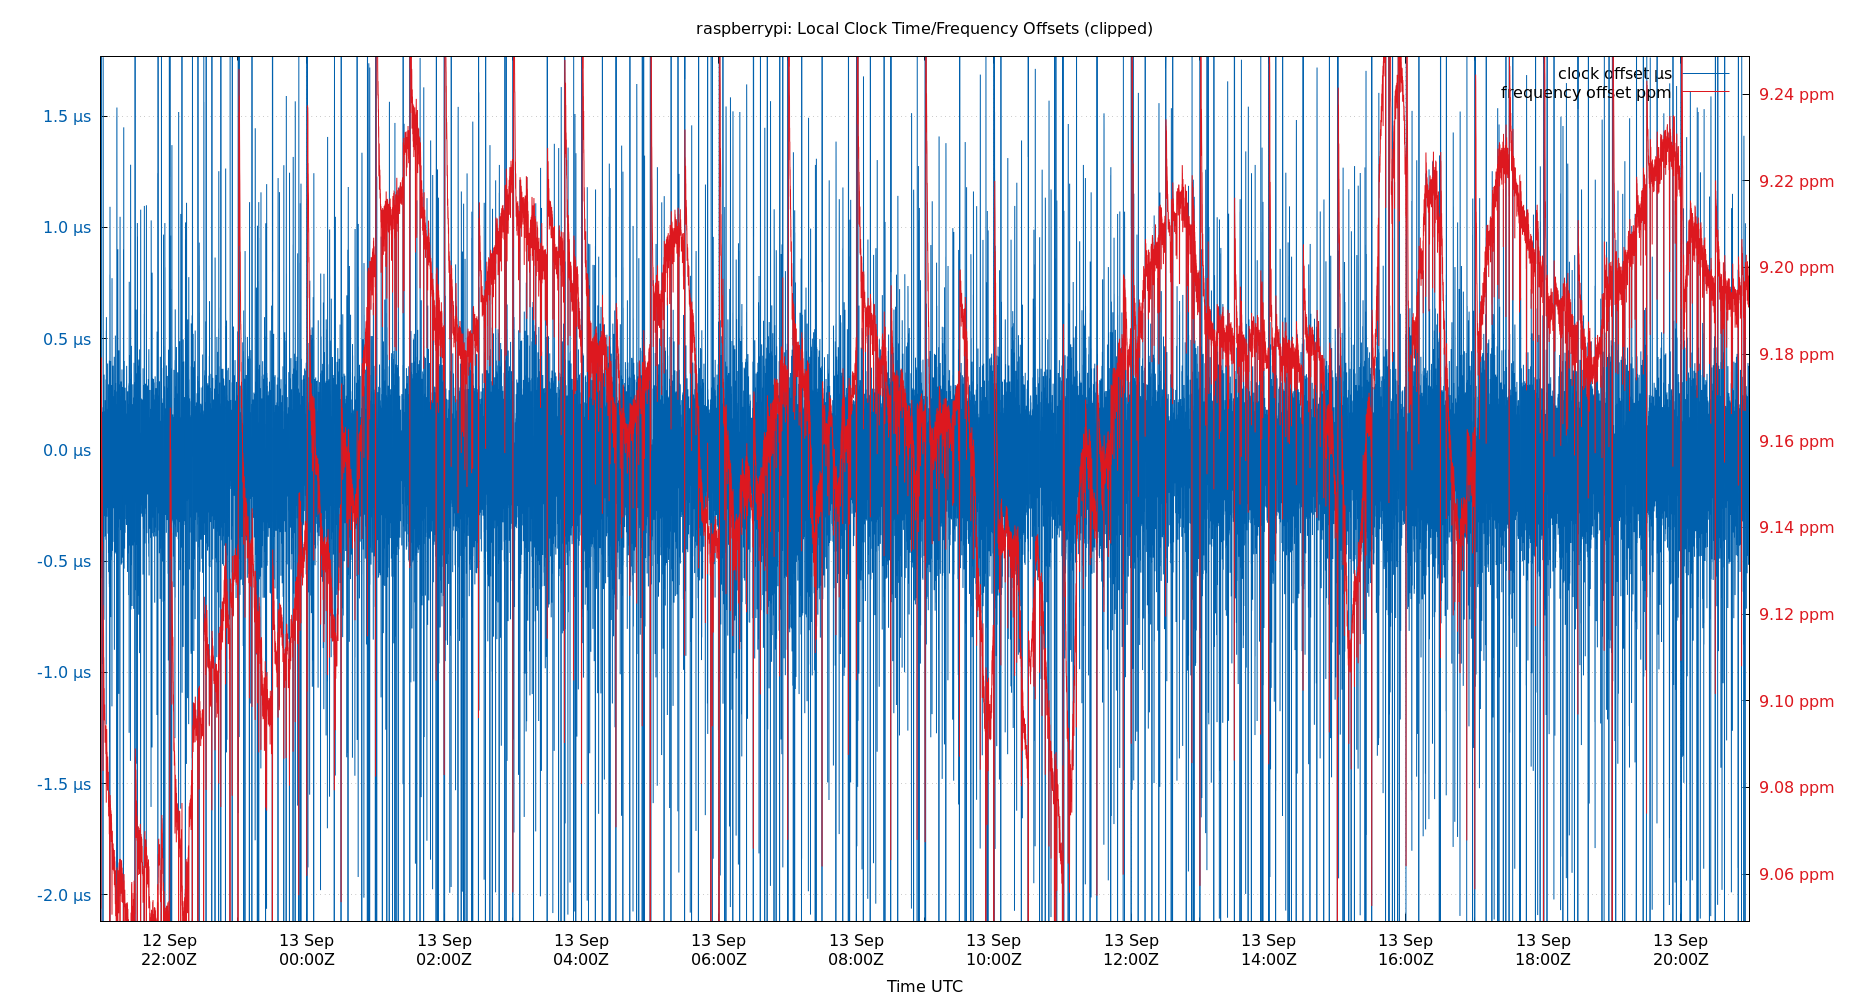 raspberrypi: Local Clock Time/Frequency Offsets (clipped)
clock offset µs
frequency offset ppm
1.5 µs
1.0 µs
0.5 µs
0.0 µs
-0.5 µs
-1.0 µs
-1.5 µs
-2.0 µs
9.24 ppm
9.22 ppm
9.20 ppm
9.18 ppm
9.16 ppm
9.14 ppm
9.12 ppm
9.10 ppm
9.08 ppm
9.06 ppm
12 Sep 13 Sep 13 Sep 13 Sep 13 Sep 13 Sep 13 Sep 13 Sep 13 Sep 13 Sep 13 Sep 13 Sep
22:00Z 00:00Z 02:00Z 04:00Z 06:00Z 08:00Z 10:00Z 12:00Z 14:00Z 16:00Z 18:00Z 20:00Z
Time UTC